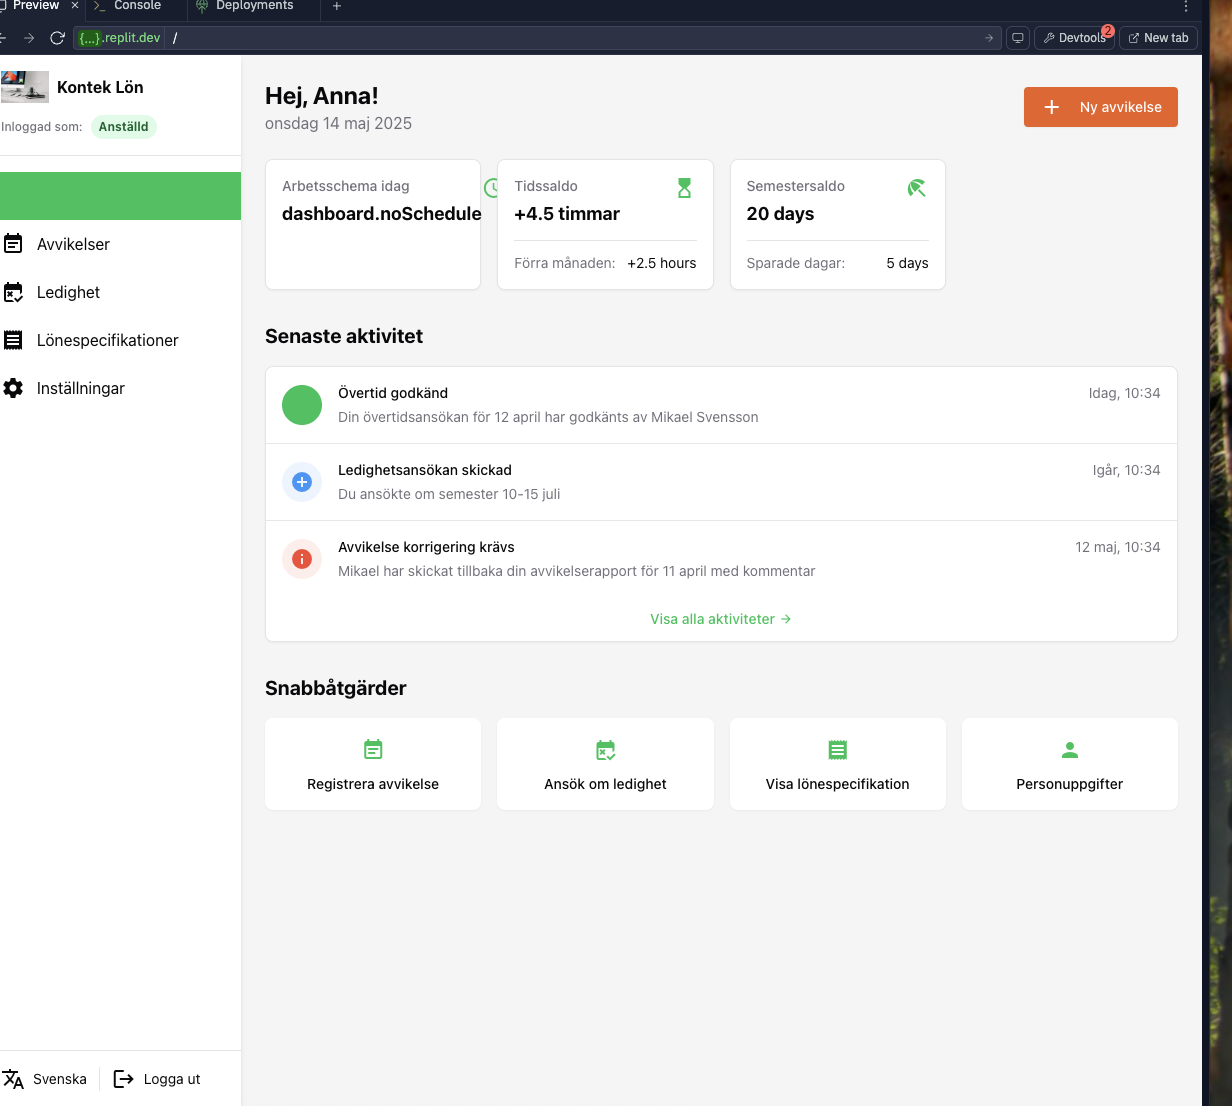 Preview × Console Deployments +
{...}.replit.dev / Devtools 2 New tab
Kontek Lön
Inloggad som: Anställd
Avvikelser
Ledighet
Lönespecifikationer
Inställningar
Svenska Logga ut
Hej, Anna!
onsdag 14 maj 2025
Ny avvikelse
Arbetsschema idag
dashboard.noSchedule
Tidssaldo
+4.5 timmar
Förra månaden: +2.5 hours
Semestersaldo
20 days
Sparade dagar: 5 days
Senaste aktivitet
Övertid godkänd Idag, 10:34
Din övertidsansökan för 12 april har godkänts av Mikael Svensson
Ledighetsansökan skickad Igår, 10:34
Du ansökte om semester 10-15 juli
Avvikelse korrigering krävs 12 maj, 10:34
Mikael har skickat tillbaka din avvikelserapport för 11 april med kommentar
Visa alla aktiviteter →
Snabbåtgärder
Registrera avvikelse
Ansök om ledighet
Visa lönespecifikation
Personuppgifter